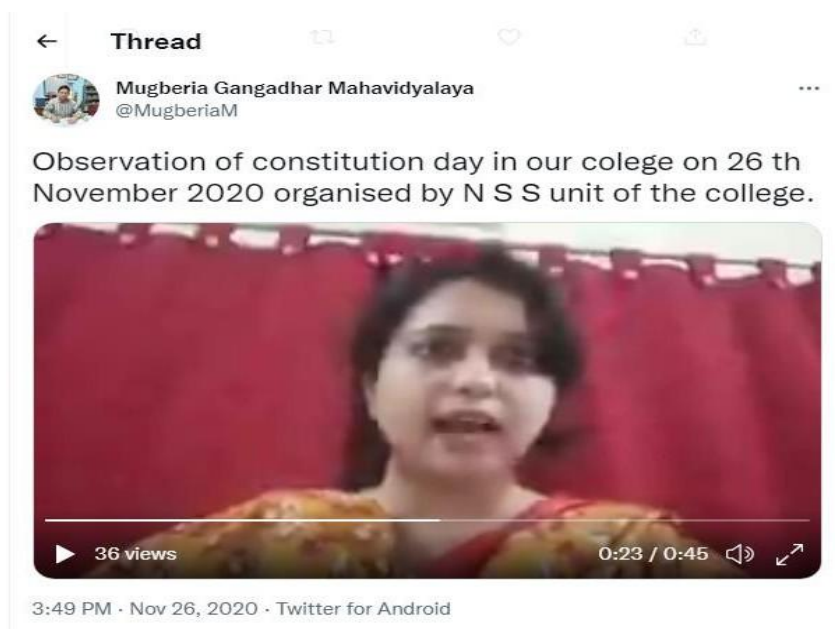 Thread
Mugberia Gangadhar Mahavidyalaya
@MugberiaM
Observation of constitution day in our colege on 26 th
November 2020 organised by N S S unit of the college.
36 views
0:23 / 0:45
3:49 PM · Nov 26, 2020 · Twitter for Android